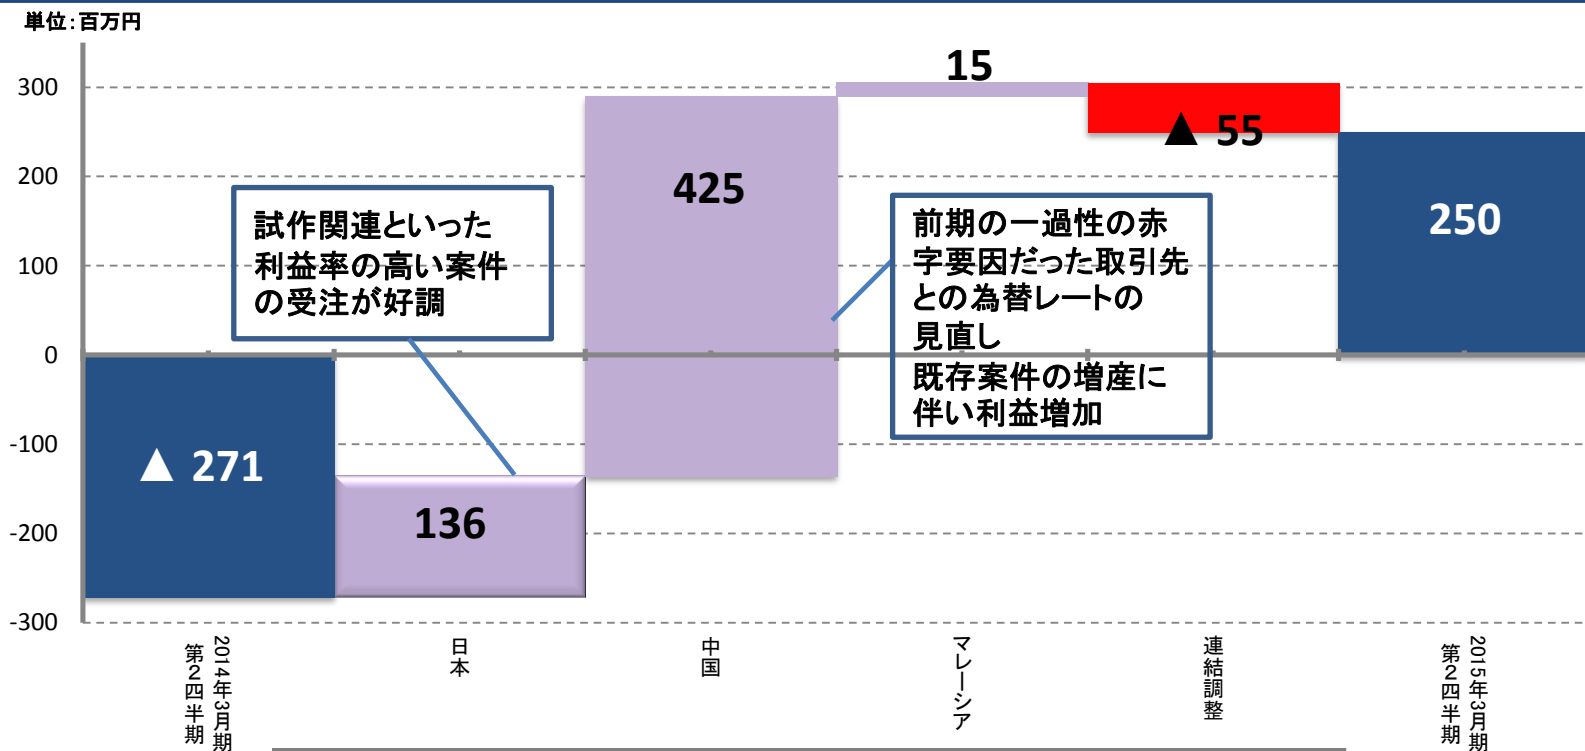 単位：百万円
300
200
100
0
-100
-200
-300
▲ 271
136
425
15
▲ 55
250
試作関連といった
利益率の高い案件
の受注が好調
前期の一過性の赤
字要因だった取引先
との為替レートの
見直し
既存案件の増産に
伴い利益増加
2014年3月期
第2四半期
日本
中国
マレーシア
連結調整
2015年3月期
第2四半期